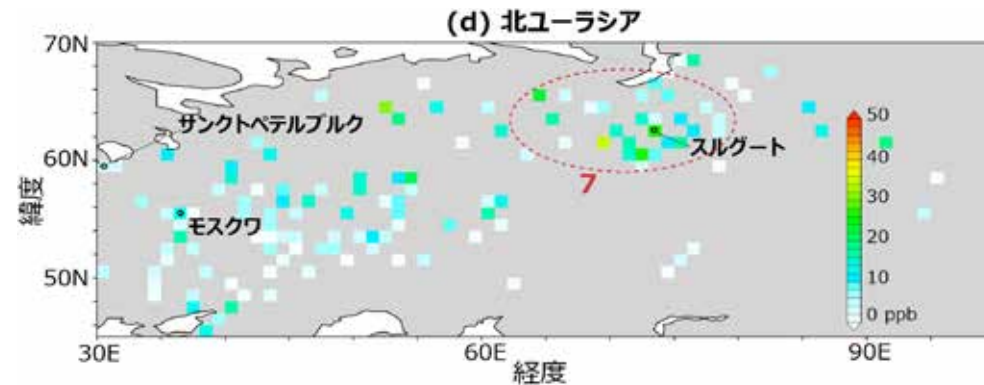 (d) 北ユーラシア
70N
サンクトペテルブルク
スルグート
60N
7
モスクワ
50N
緯度
30E
60E
90E
経度
50
40
30
20
10
0 ppb